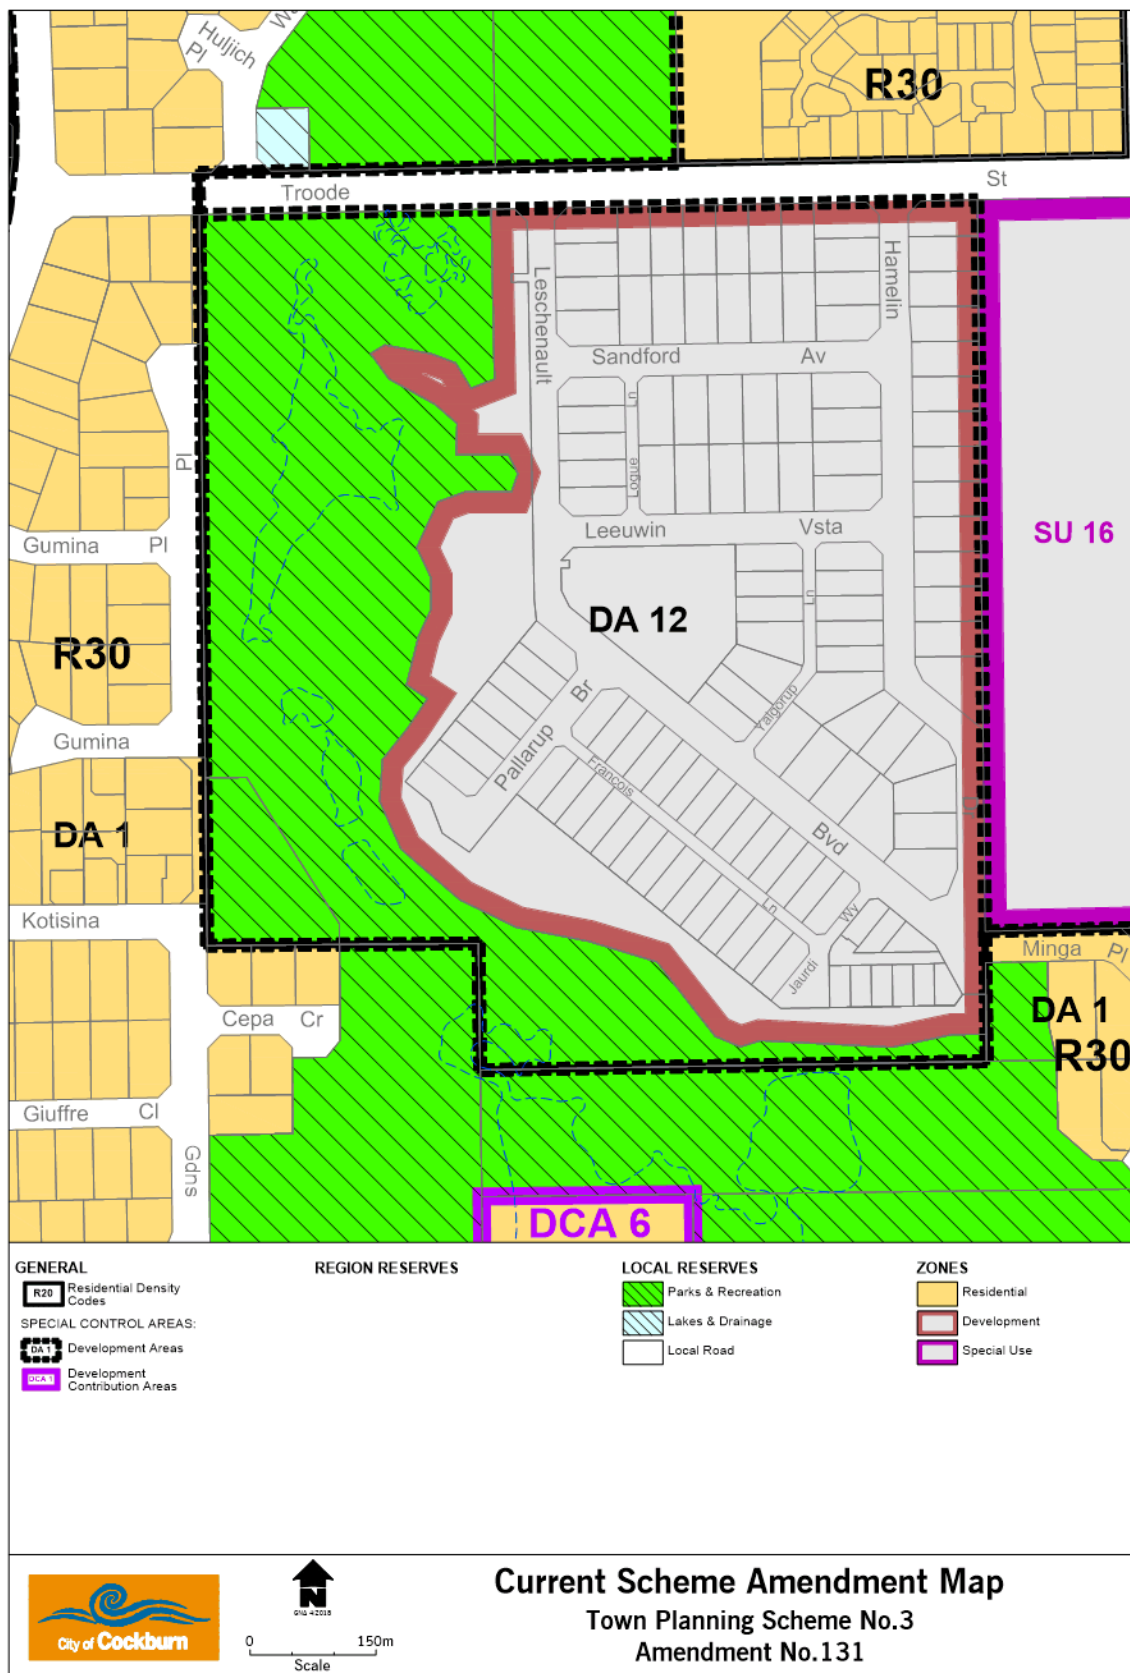 Huljich
Pl
Wa
R30
Troode
St
Leschenault
Hamelin
Sandford Av
Ln
Logue
Pl
SU 16
Leeuwin Vsta
Gumina Pl
Ln
DA 12
R30
Br
Yalgorup
Gumina
Pallarup
Francois
DA 1
Bvd
Kotisina
Ln
Wy
Minga Pl
Jaurdi
DA 1
Cepa Cr
R30
Giuffre Cl
Gdns
DCA 6
GENERAL
R20
Residential Density
Codes
SPECIAL CONTROL AREAS:
DA 1
Development Areas
DCA 1
Development
Contribution Areas
REGION RESERVES
LOCAL RESERVES
Parks & Recreation
Lakes & Drainage
Local Road
ZONES
Residential
Development
Special Use
City of Cockburn
N
0 150m
Scale
Current Scheme Amendment Map
Town Planning Scheme No.3
Amendment No.131